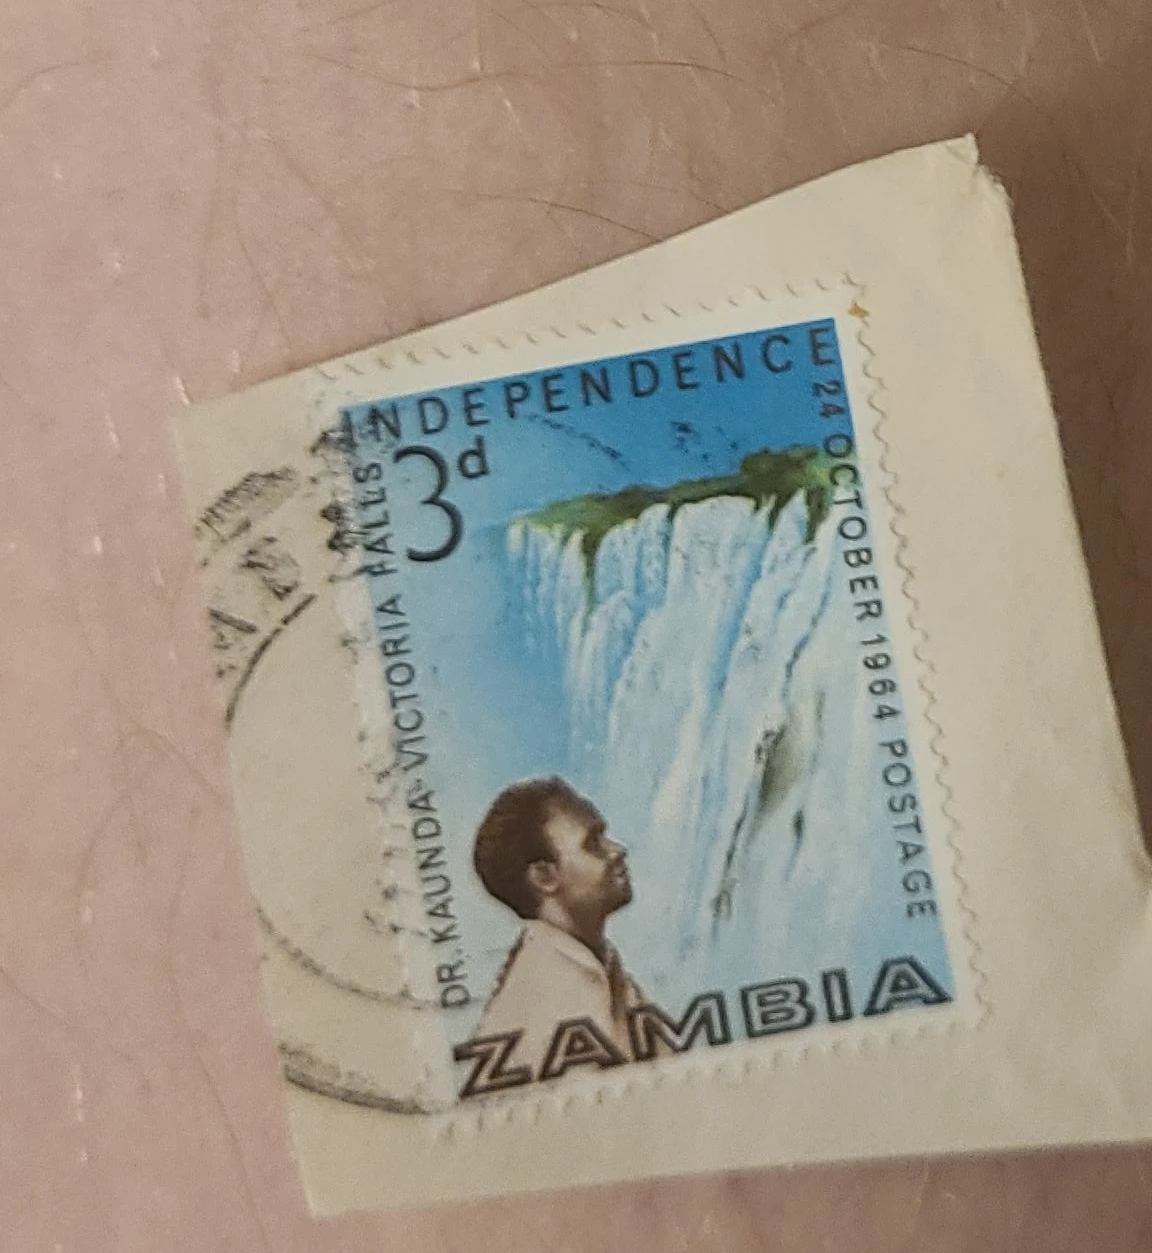 INDEPENDENCE
3d
24 OCTOBER 1964 POSTAGE
DR. KAUNDA-VICTORIA FALLS
ZAMBIA